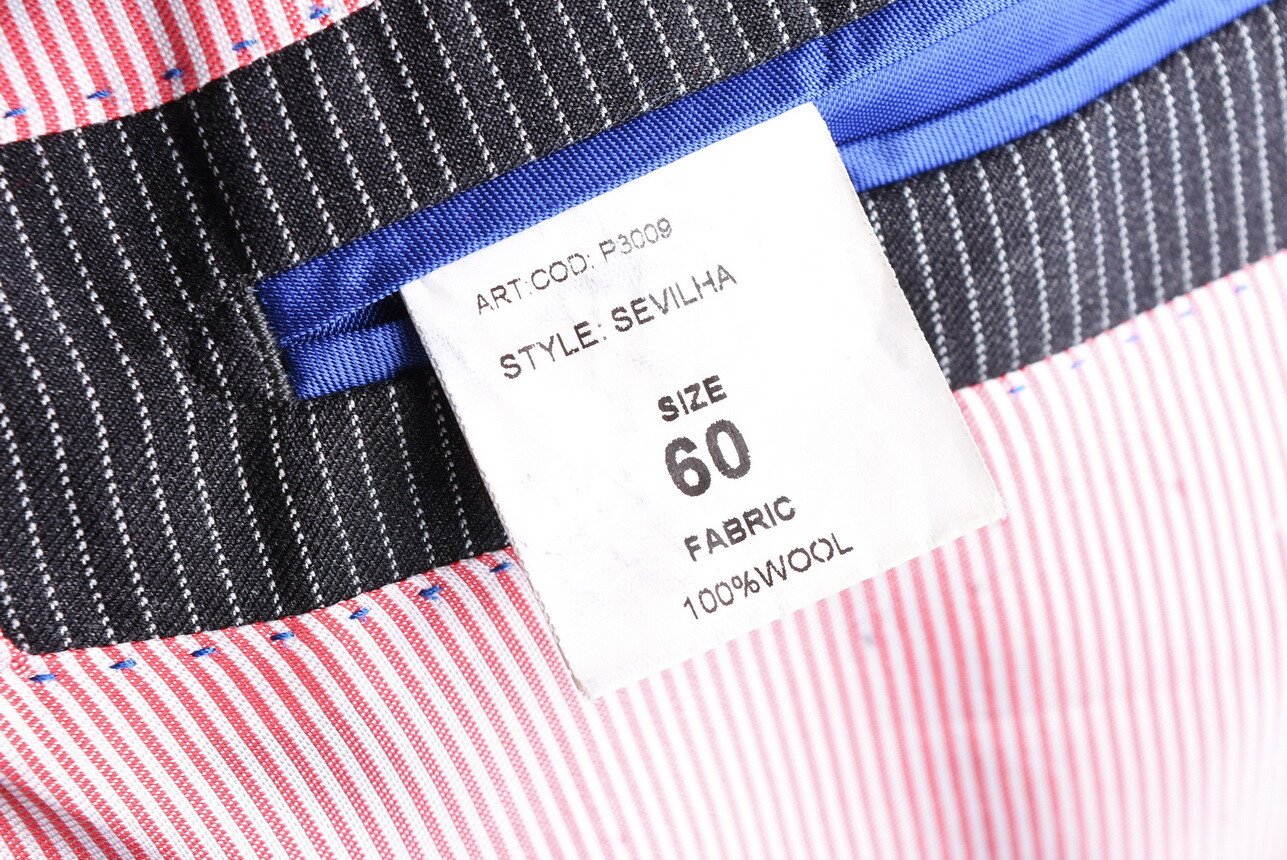 ART:COD: P3009
STYLE: SEVILHA
SIZE
60
FABRIC
100%WOOL